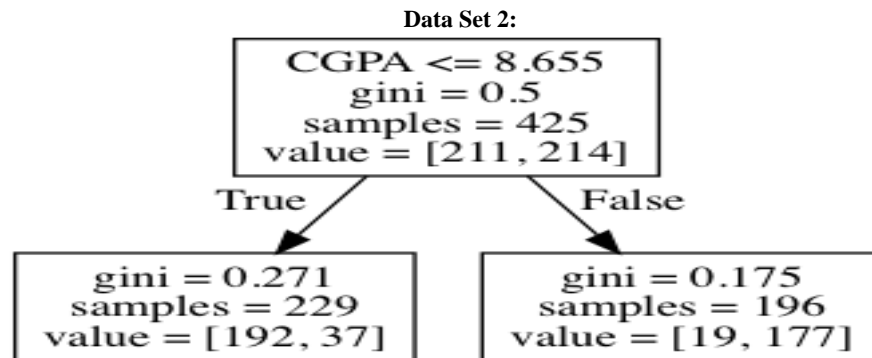 Data Set 2:
CGPA <= 8.655
gini = 0.5
samples = 425
value = [211, 214]
True
False
gini = 0.271
samples = 229
value = [192, 37]
gini = 0.175
samples = 196
value = [19, 177]